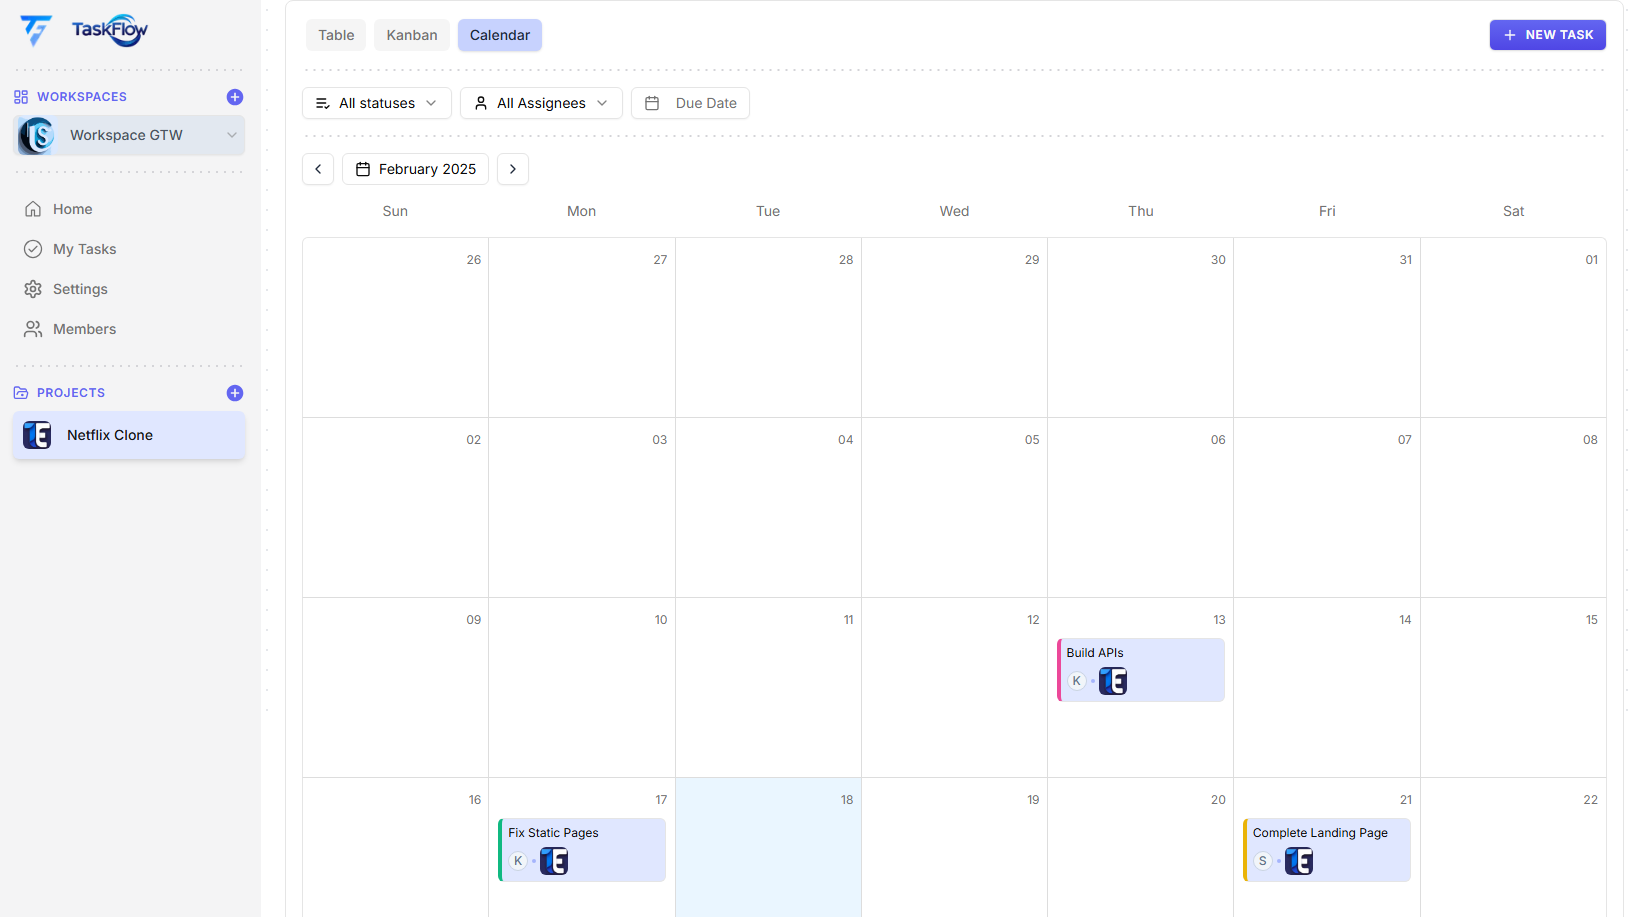 TaskFlow
WORKSPACES
Workspace GTW
Home
My Tasks
Settings
Members
PROJECTS
Netflix Clone
Table Kanban Calendar
NEW TASK
All statuses All Assignees Due Date
February 2025
Sun Mon Tue Wed Thu Fri Sat
26 27 28 29 30 31 01
02 03 04 05 06 07 08
09 10 11 12 13 14 15
Build APIs
K
16 17 18 19 20 21 22
Fix Static Pages Complete Landing Page
K S